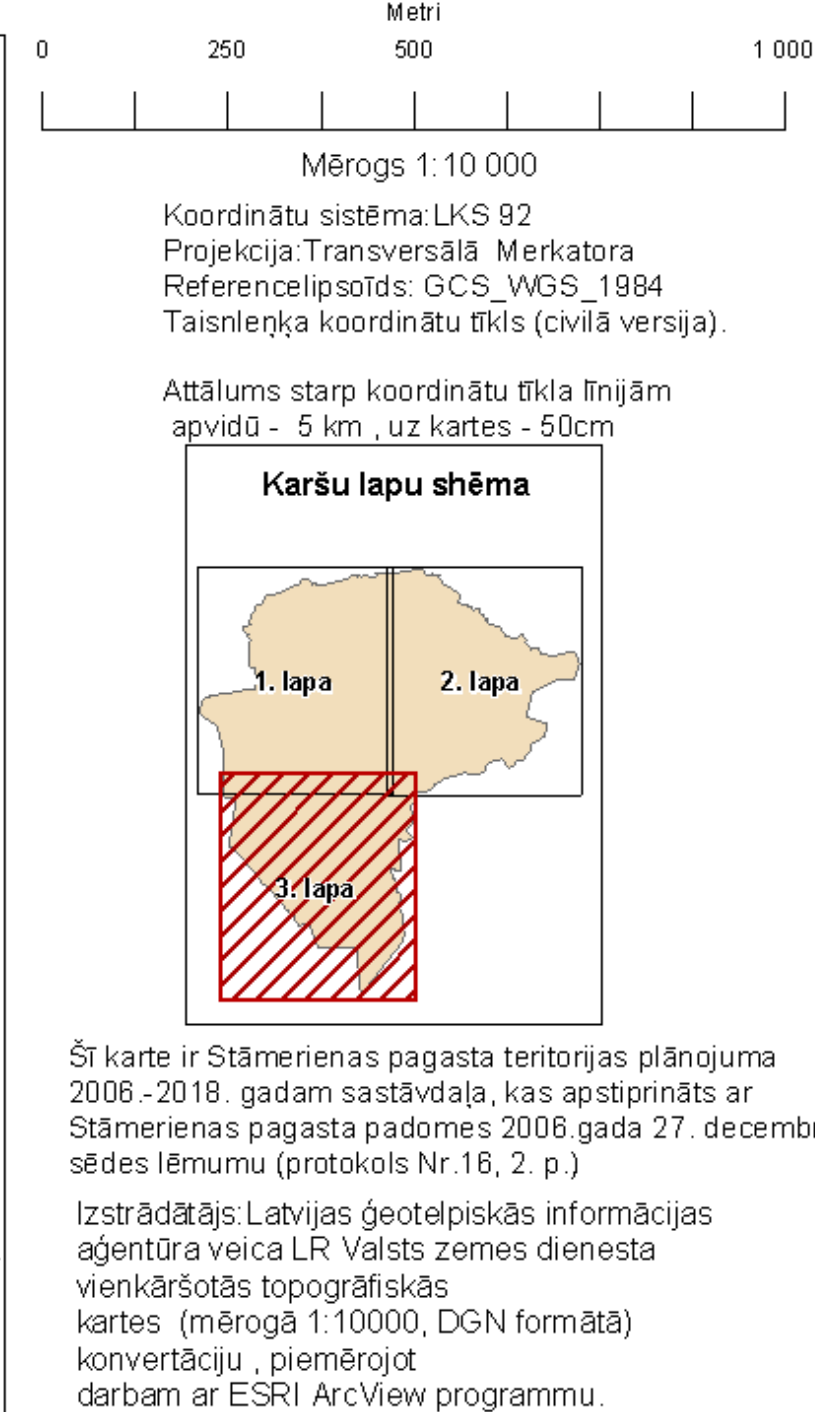 Metri
0 250 500 1 000
Mērogs 1:10 000
Koordinātu sistēma:LKS 92
Projekcija:Transversālā Merkatora
Referencelipsoīds: GCS_WGS_1984
Taisnleņķa koordinātu tīkls (civilā versija).
Attālums starp koordinātu tīkla līnijām
apvidū - 5 km , uz kartes - 50cm
Karšu lapu shēma
1. lapa 2. lapa
3. lapa
Šī karte ir Stāmerienas pagasta teritorijas plānojuma
2006.-2018. gadam sastāvdaļa, kas apstiprināts ar
Stāmerienas pagasta padomes 2006.gada 27. decembr
sēdes lēmumu (protokols Nr.16, 2. p.)
Izstrādātājs:Latvijas ģeotelpiskās informācijas
aģentūra veica LR Valsts zemes dienesta
vienkāršotās topogrāfiskās
kartes (mērogā 1:10000, DGN formātā)
konvertāciju , piemērojot
darbam ar ESRI ArcView programmu.